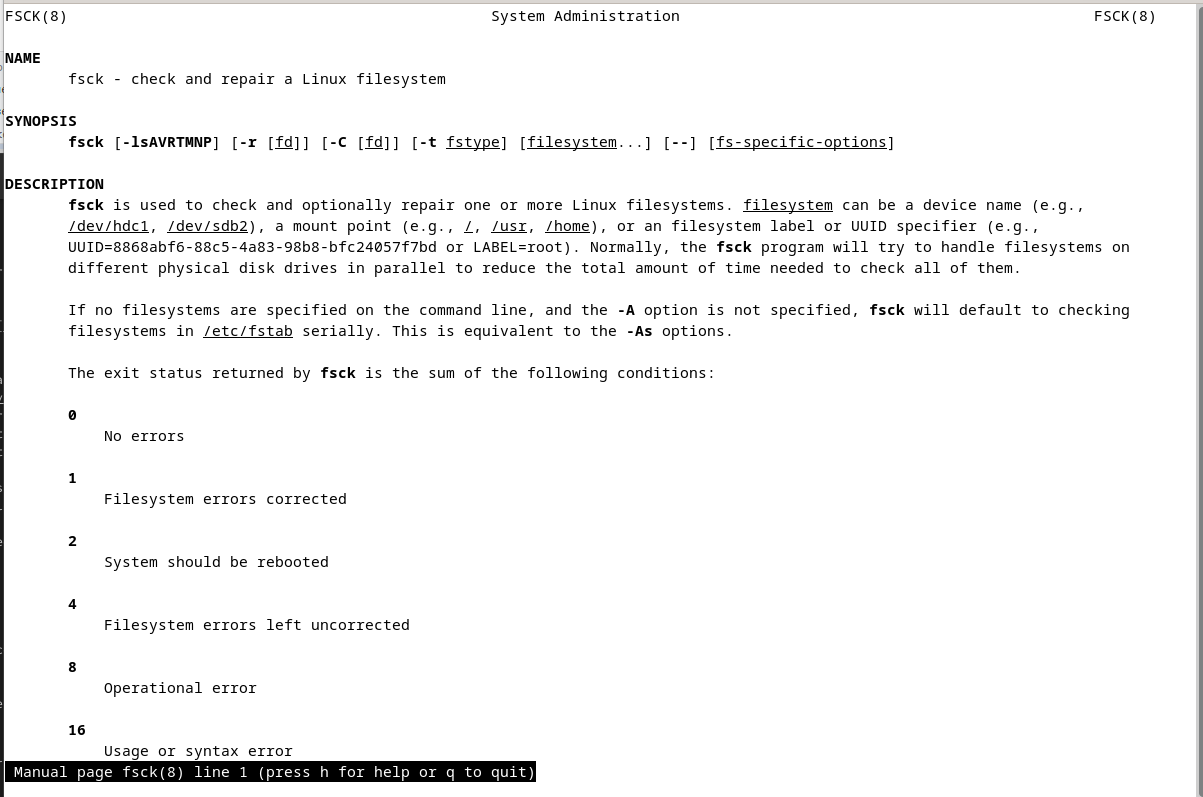 FSCK(8) System Administration FSCK(8)
NAME
fsck - check and repair a Linux filesystem
SYNOPSIS
fsck [-lsAVRTMNP] [-r [fd]] [-C [fd]] [-t fstype] [filesystem...] [--] [fs-specific-options]
DESCRIPTION
fsck is used to check and optionally repair one or more Linux filesystems. filesystem can be a device name (e.g.,
/dev/hdc1, /dev/sdb2), a mount point (e.g., /, /usr, /home), or an filesystem label or UUID specifier (e.g.,
UUID=8868abf6-88c5-4a83-98b8-bfc24057f7bd or LABEL=root). Normally, the fsck program will try to handle filesystems on
different physical disk drives in parallel to reduce the total amount of time needed to check all of them.
If no filesystems are specified on the command line, and the -A option is not specified, fsck will default to checking
filesystems in /etc/fstab serially. This is equivalent to the -As options.
The exit status returned by fsck is the sum of the following conditions:
0
No errors
1
Filesystem errors corrected
2
System should be rebooted
4
Filesystem errors left uncorrected
8
Operational error
16
Usage or syntax error
Manual page fsck(8) line 1 (press h for help or q to quit)